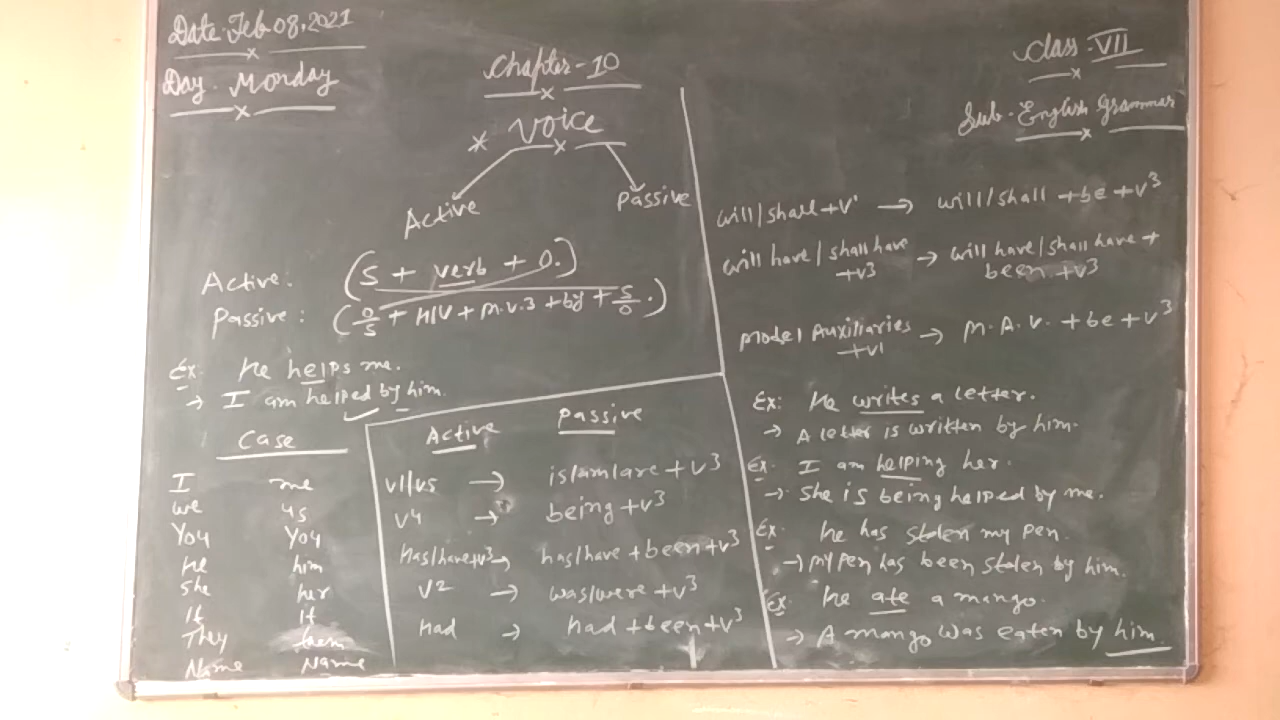 Date. Feb 08, 2021
Day. Monday
Chapter-10
* Voice
Active Passive
Class: VII
Sub. English Grammar
Active. (S + verb + O.)
Passive: (O/S + H/V + M.V.3 + by + S/O.)
Ex: He helps me.
→ I am helped by him.
Case
I me
We us
You You
He him
She her
It It
They them
Name Name
Active Passive
V1/V5 → is/am/are + V3
V4 → being + V3
Has/have+V3 → has/have + been + V3
V2 → was/were + V3
Had → had + been + V3
will/shall + V1 → will/shall + be + V3
will have/shall have → will have/shall have +
+V3 been + V3
Model Auxiliaries → M.A.V. + be + V3
+V1
Ex: He writes a letter.
→ A letter is written by him.
Ex. I am helping her.
→ She is being helped by me.
Ex. He has stolen my pen.
→ My pen has been stolen by him.
Ex: He ate a mango.
→ A mango was eaten by him.